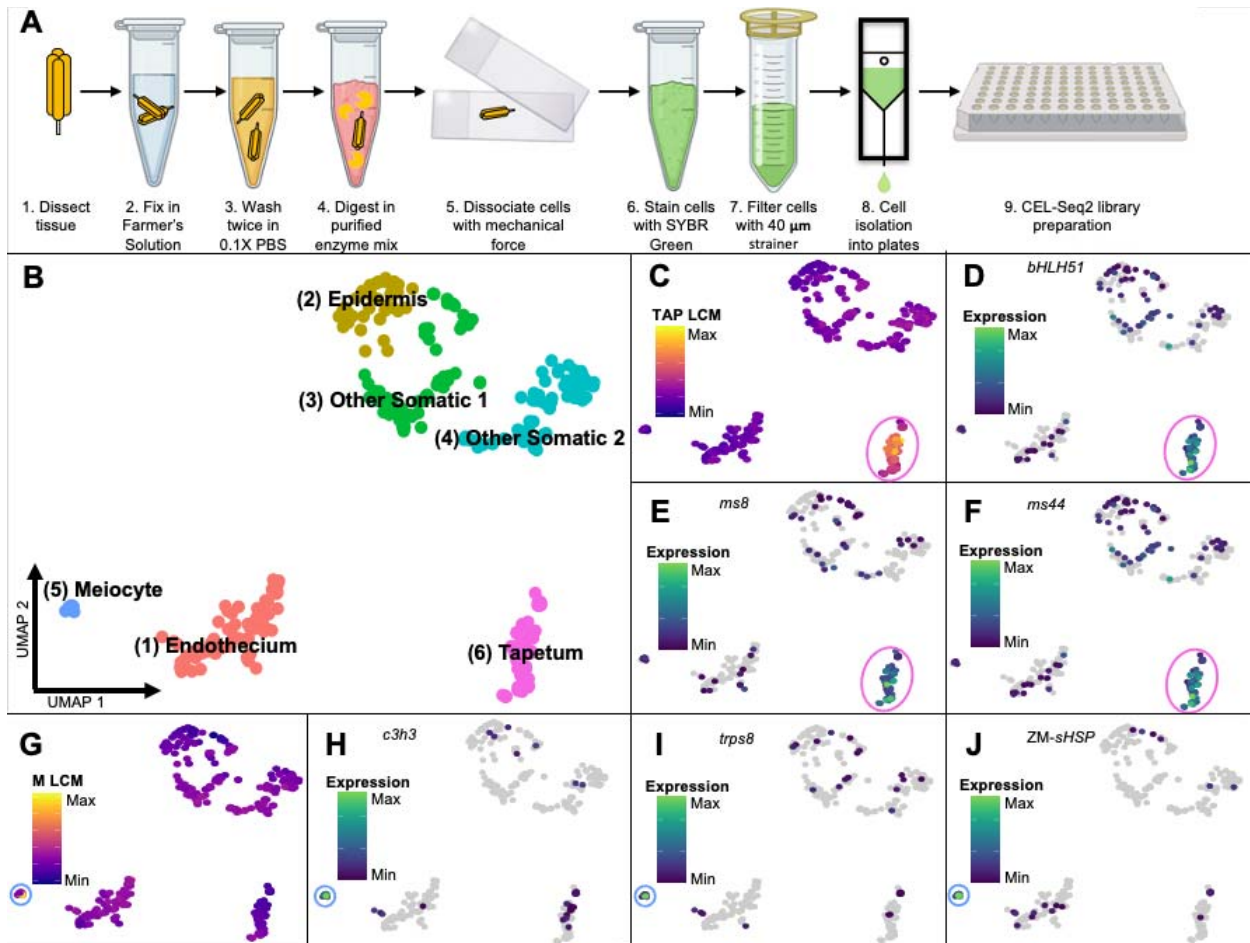 A
1. Dissect
tissue
2. Fix in
Farmer's
Solution
3. Wash
twice in
0.1X PBS
4. Digest in
purified
enzyme mix
5. Dissociate cells
with mechanical
force
6. Stain cells
with SYBR
Green
7. Filter cells
with 40 µm
strainer
8. Cell
isolation
into plates
9. CEL-Seq2 library
preparation
B
(2) Epidermis
(3) Other Somatic 1
(4) Other Somatic 2
(5) Meiocyte
(1) Endothecium
(6) Tapetum
UMAP 2
UMAP 1
C
TAP LCM
Max
Min
D
bHLH51
Expression
Max
Min
E
ms8
Expression
Max
Min
F
ms44
Expression
Max
Min
G
M LCM
Max
Min
H
c3h3
Expression
Max
Min
I
trps8
Expression
Max
Min
J
ZM-sHSP
Expression
Max
Min